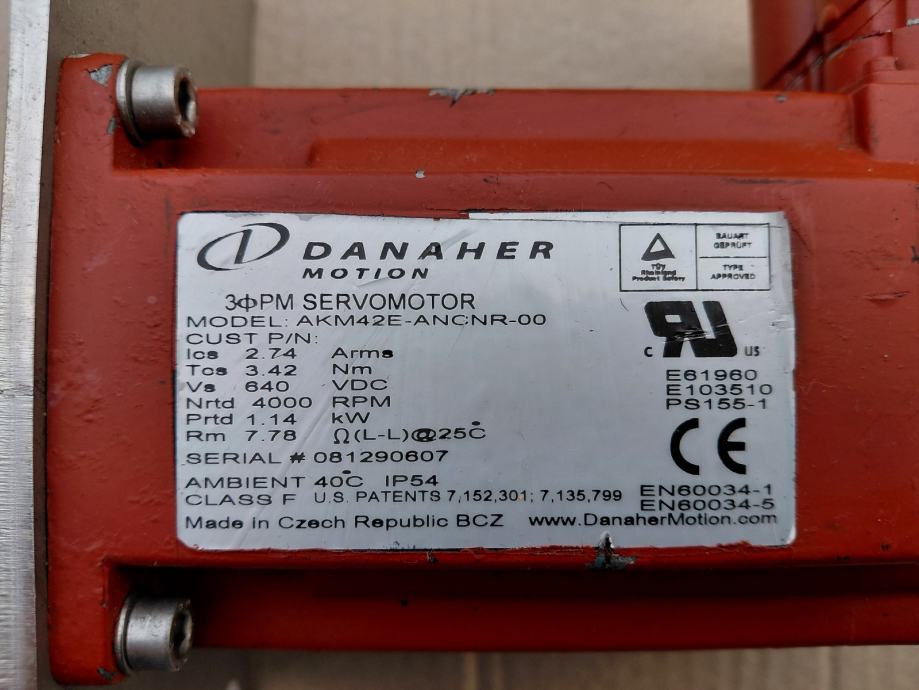 DANAHER
MOTION
TÜV
Rheinland
Product Safety
BAUART
GEPRÜFT
TYPE
APPROVED
3ϕPM SERVOMOTOR
MODEL: AKM42E-ANCNR-00
CUST P/N:
Ics 2.74 Arms
Tcs 3.42 Nm
Vs 640 VDC
Nrtd 4000 RPM
Prtd 1.14 kW
Rm 7.78 Ω(L-L)@25°C
SERIAL # 081290607
AMBIENT 40°C IP54
CLASS F U.S. PATENTS 7,152,301; 7,135,799
Made in Czech Republic BCZ www.DanaherMotion.com
c UR US
E61960
E103510
PS155-1
CE
EN60034-1
EN60034-5